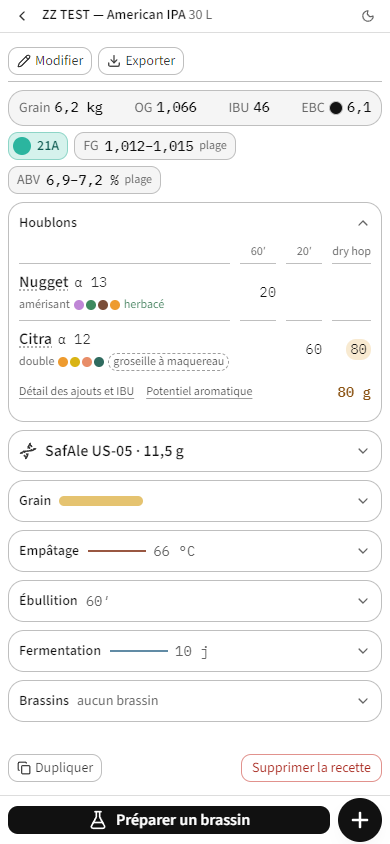 ZZ TEST — American IPA 30 L
Modifier Exporter
Grain 6,2 kg OG 1,066 IBU 46 EBC 6,1
21A FG 1,012–1,015 plage
ABV 6,9–7,2 % plage
Houblons
60′ 20′ dry hop
Nugget α 13
20
amérisant herbacé
Citra α 12
60 80
double groseille à maquereau
Détail des ajouts et IBU Potentiel aromatique 80 g
SafAle US-05 · 11,5 g
Grain
Empâtage 66 °C
Ébullition 60′
Fermentation 10 j
Brassins aucun brassin
Dupliquer Supprimer la recette
Préparer un brassin